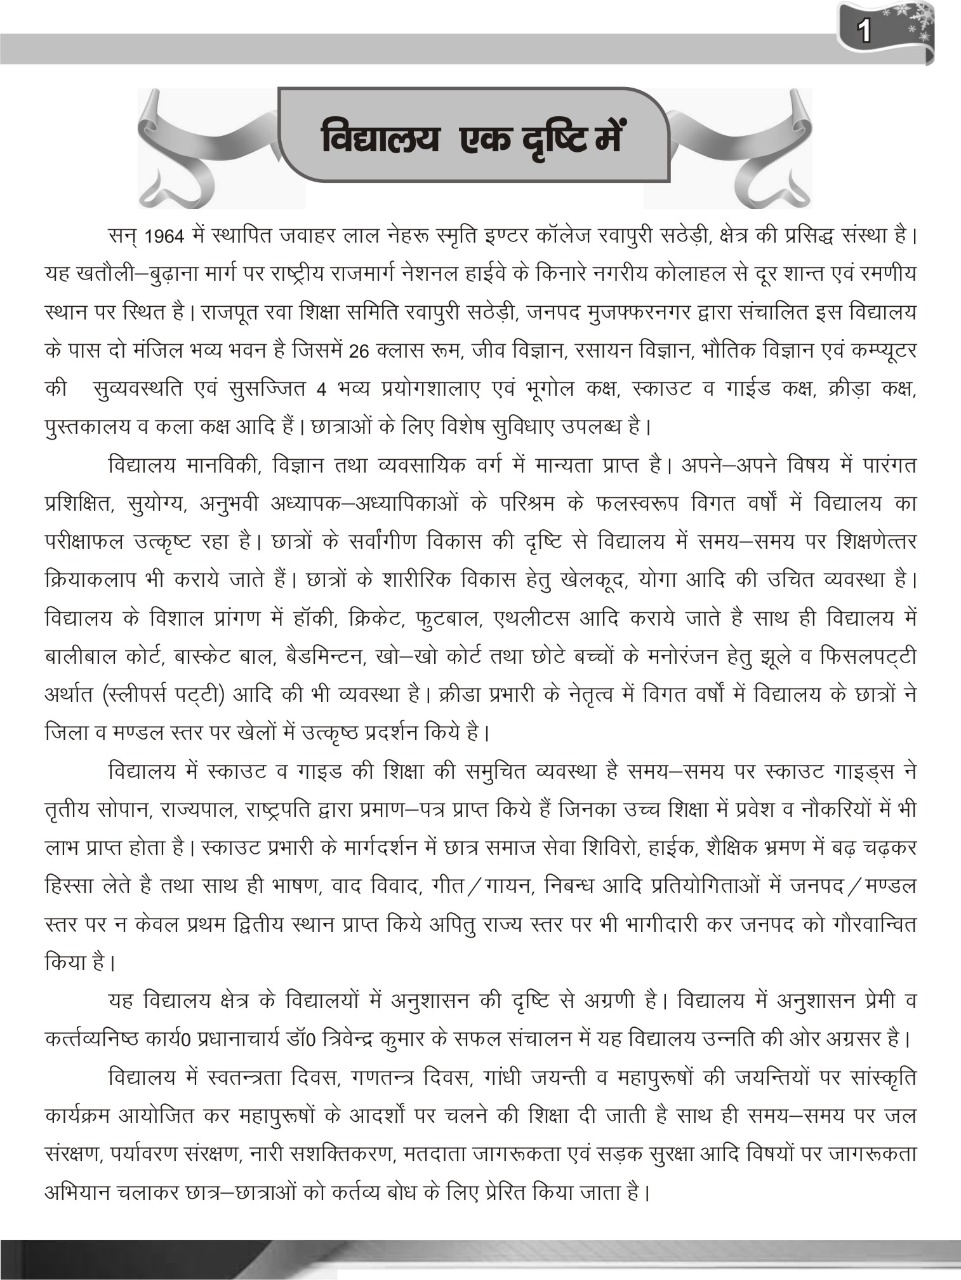 1
विद्यालय एक दृष्टि में
सन् 1964 में स्थापित जवाहर लाल नेहरू स्मृति इण्टर कॉलेज रवापुरी सठेड़ी, क्षेत्र की प्रसिद्ध संस्था है।
यह खतौली–बुढ़ाना मार्ग पर राष्ट्रीय राजमार्ग नेशनल हाईवे के किनारे नगरीय कोलाहल से दूर शान्त एवं रमणीय
स्थान पर स्थित है। राजपूत रवा शिक्षा समिति रवापुरी सठेड़ी, जनपद मुजफ्फरनगर द्वारा संचालित इस विद्यालय
के पास दो मंजिल भव्य भवन है जिसमें 26 क्लास रूम, जीव विज्ञान, रसायन विज्ञान, भौतिक विज्ञान एवं कम्प्यूटर
की सुव्यवस्थति एवं सुसज्जित 4 भव्य प्रयोगशालाए एवं भूगोल कक्ष, स्काउट व गाईड कक्ष, क्रीड़ा कक्ष,
पुस्तकालय व कला कक्ष आदि हैं। छात्राओं के लिए विशेष सुविधाए उपलब्ध है।
विद्यालय मानविकी, विज्ञान तथा व्यवसायिक वर्ग में मान्यता प्राप्त है। अपने–अपने विषय में पारंगत
प्रशिक्षित, सुयोग्य, अनुभवी अध्यापक–अध्यापिकाओं के परिश्रम के फलस्वरूप विगत वर्षों में विद्यालय का
परीक्षाफल उत्कृष्ट रहा है। छात्रों के सर्वांगीण विकास की दृष्टि से विद्यालय में समय–समय पर शिक्षणेत्तर
क्रियाकलाप भी कराये जाते हैं। छात्रों के शारीरिक विकास हेतु खेलकूद, योगा आदि की उचित व्यवस्था है।
विद्यालय के विशाल प्रांगण में हॉकी, क्रिकेट, फुटबाल, एथलीटस आदि कराये जाते है साथ ही विद्यालय में
बालीबाल कोर्ट, बास्केट बाल, बैडमिन्टन, खो–खो कोर्ट तथा छोटे बच्चों के मनोरंजन हेतु झूले व फिसलपट्टी
अर्थात (स्लीपर्स पट्टी) आदि की भी व्यवस्था है। क्रीडा प्रभारी के नेतृत्व में विगत वर्षों में विद्यालय के छात्रों ने
जिला व मण्डल स्तर पर खेलों में उत्कृष्ठ प्रदर्शन किये है।
विद्यालय में स्काउट व गाइड की शिक्षा की समुचित व्यवस्था है समय–समय पर स्काउट गाइड्स ने
तृतीय सोपान, राज्यपाल, राष्ट्रपति द्वारा प्रमाण–पत्र प्राप्त किये हैं जिनका उच्च शिक्षा में प्रवेश व नौकरियों में भी
लाभ प्राप्त होता है। स्काउट प्रभारी के मार्गदर्शन में छात्र समाज सेवा शिविरो, हाईक, शैक्षिक भ्रमण में बढ़ चढ़कर
हिस्सा लेते है तथा साथ ही भाषण, वाद विवाद, गीत/गायन, निबन्ध आदि प्रतियोगिताओं में जनपद/मण्डल
स्तर पर न केवल प्रथम द्वितीय स्थान प्राप्त किये अपितु राज्य स्तर पर भी भागीदारी कर जनपद को गौरवान्वित
किया है।
यह विद्यालय क्षेत्र के विद्यालयों में अनुशासन की दृष्टि से अग्रणी है। विद्यालय में अनुशासन प्रेमी व
कर्त्तव्यनिष्ठ कार्य0 प्रधानाचार्य डॉ0 त्रिवेन्द्र कुमार के सफल संचालन में यह विद्यालय उन्नति की ओर अग्रसर है।
विद्यालय में स्वतन्त्रता दिवस, गणतन्त्र दिवस, गांधी जयन्ती व महापुरूषों की जयन्तियों पर सांस्कृति
कार्यक्रम आयोजित कर महापुरूषों के आदर्शों पर चलने की शिक्षा दी जाती है साथ ही समय–समय पर जल
संरक्षण, पर्यावरण संरक्षण, नारी सशक्तिकरण, मतदाता जागरूकता एवं सड़क सुरक्षा आदि विषयों पर जागरूकता
अभियान चलाकर छात्र–छात्राओं को कर्तव्य बोध के लिए प्रेरित किया जाता है।